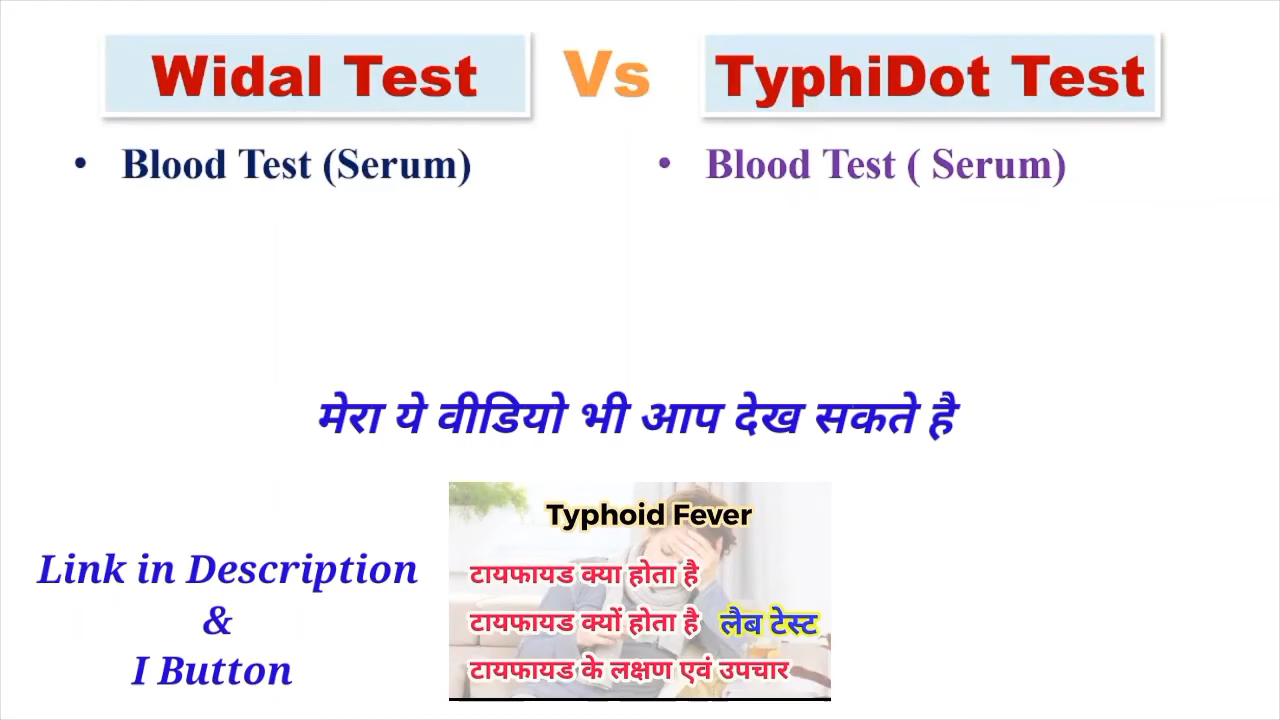 Widal Test Vs TyphiDot Test
• Blood Test (Serum)
• Blood Test ( Serum)
मेरा ये वीडियो भी आप देख सकते है
Link in Description
&
I Button
Typhoid Fever
टायफायड क्या होता है
टायफायड क्यों होता है लैब टेस्ट
टायफायड के लक्षण एवं उपचार